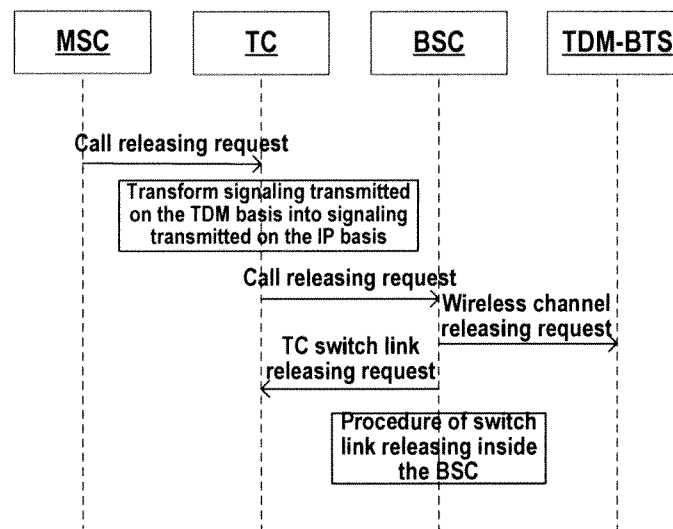 MSC
TC
BSC
TDM-BTS
Call releasing request
Transform signaling transmitted
on the TDM basis into signaling
transmitted on the IP basis
Call releasing request
Wireless channel
releasing request
TC switch link
releasing request
Procedure of switch
link releasing inside
the BSC